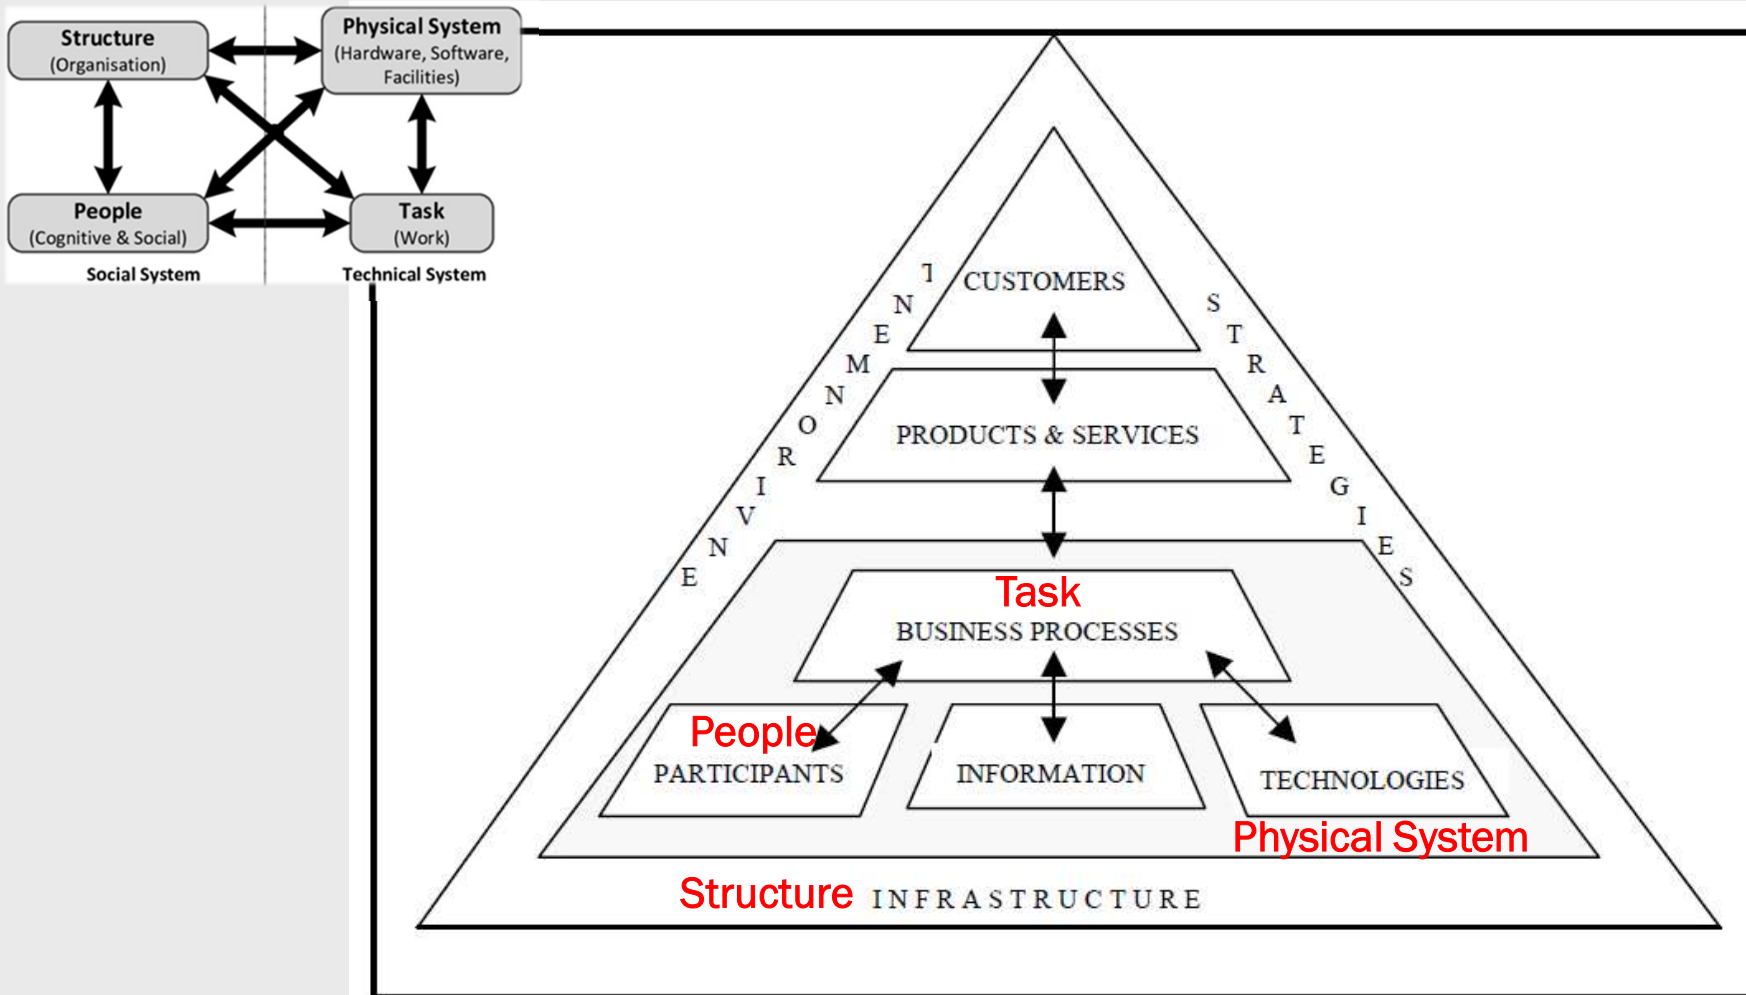 Structure
(Organisation)
Physical System
(Hardware, Software,
Facilities)
People
(Cognitive & Social)
Task
(Work)
Social System
Technical System
ENVIRONMENT
STRATEGIES
CUSTOMERS
PRODUCTS & SERVICES
Task
BUSINESS PROCESSES
People
PARTICIPANTS
INFORMATION
TECHNOLOGIES
Physical System
Structure INFRASTRUCTURE